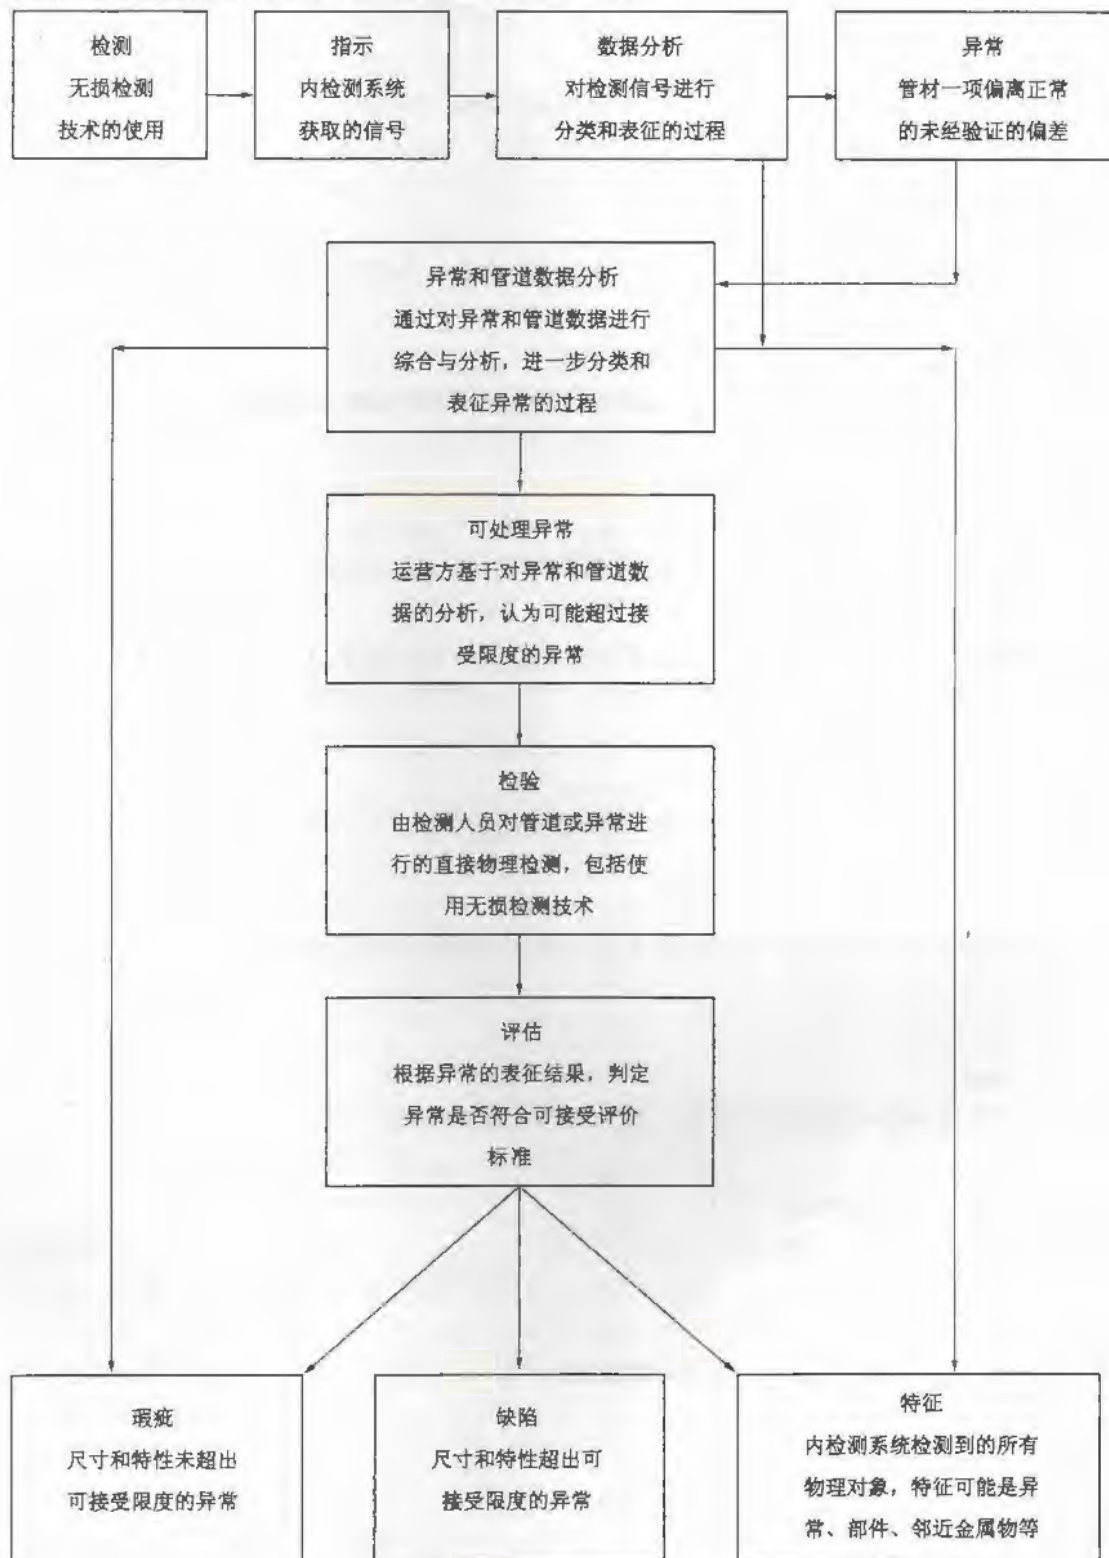 检测
无损检测
技术的使用
指示
内检测系统
获取的信号
数据分析
对检测信号进行
分类和表征的过程
异常
管材一项偏离正常
的未经验证的偏差
异常和管道数据分析
通过对异常和管道数据进行
综合与分析，进一步分类和
表征异常的过程
可处理异常
运营方基于对异常和管道数
据的分析，认为可能超过接
受限度的异常
检验
由检测人员对管道或异常进
行的直接物理检测，包括使
用无损检测技术
评估
根据异常的表征结果，判定
异常是否符合可接受评价
标准
瑕疵
尺寸和特性未超出
可接受限度的异常
缺陷
尺寸和特性超出可
接受限度的异常
特征
内检测系统检测到的所有
物理对象，特征可能是异
常、部件、邻近金属物等